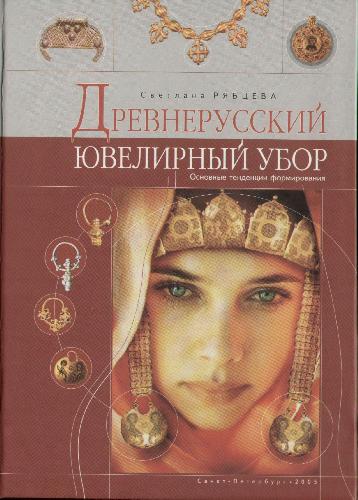 Светлана РЯБЦЕВА
ДРЕВНЕРУССКИЙ
ЮВЕЛИРНЫЙ УБОР
Основные тенденции формирования
Санкт-Петербург•2005